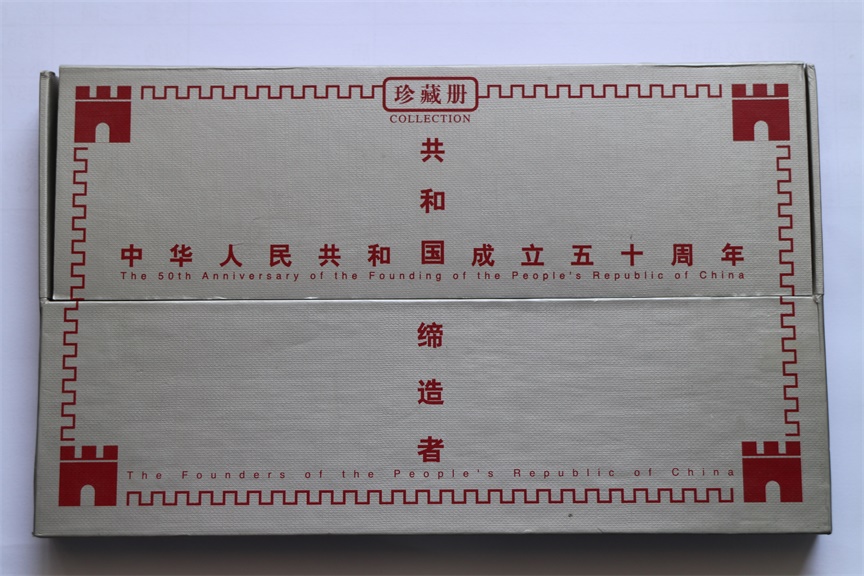 珍藏册
COLLECTION
共和国缔造者
中华人民共和国成立五十周年
The 50th Anniversary of the Founding of the People's Republic of China
The Founders of the People's Republic of China